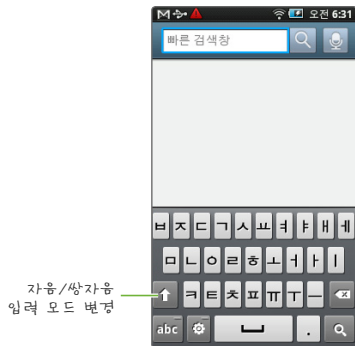 오전 6:31
빠른 검색창
ㅂ ㅈ ㄷ ㄱ ㅅ ㅛ ㅕ ㅑ ㅐ ㅔ
ㅁ ㄴ ㅇ ㄹ ㅎ ㅗ ㅓ ㅏ ㅣ
자음/쌍자음
입력 모드 변경
ㅋ ㅌ ㅊ ㅍ ㅠ ㅜ ㅡ
abc .